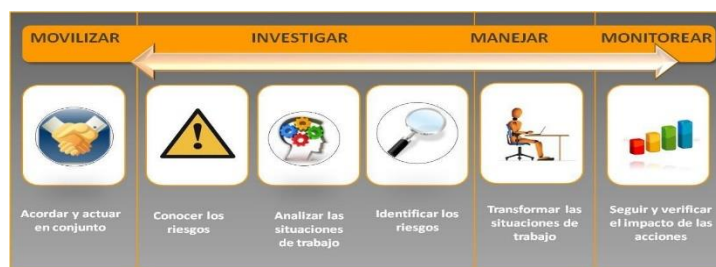 MOVILIZAR
INVESTIGAR
MANEJAR
MONITOREAR
Acordar y actuar
en conjunto
Conocer los
riesgos
Analizar las
situaciones
de trabajo
Identificar los
riesgos
Transformar las
situaciones de
trabajo
Seguir y verificar
el impacto de las
acciones